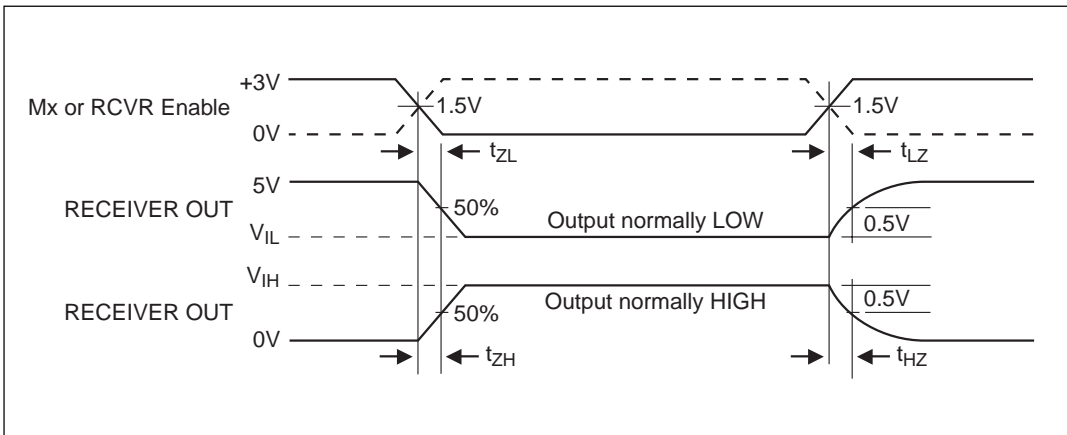 +3V
Mx or RCVR Enable
1.5V
1.5V
0V
tZL
tLZ
5V
RECEIVER OUT
50%
Output normally LOW
0.5V
VIL
VIH
RECEIVER OUT
Output normally HIGH
0.5V
50%
0V
tZH
tHZ